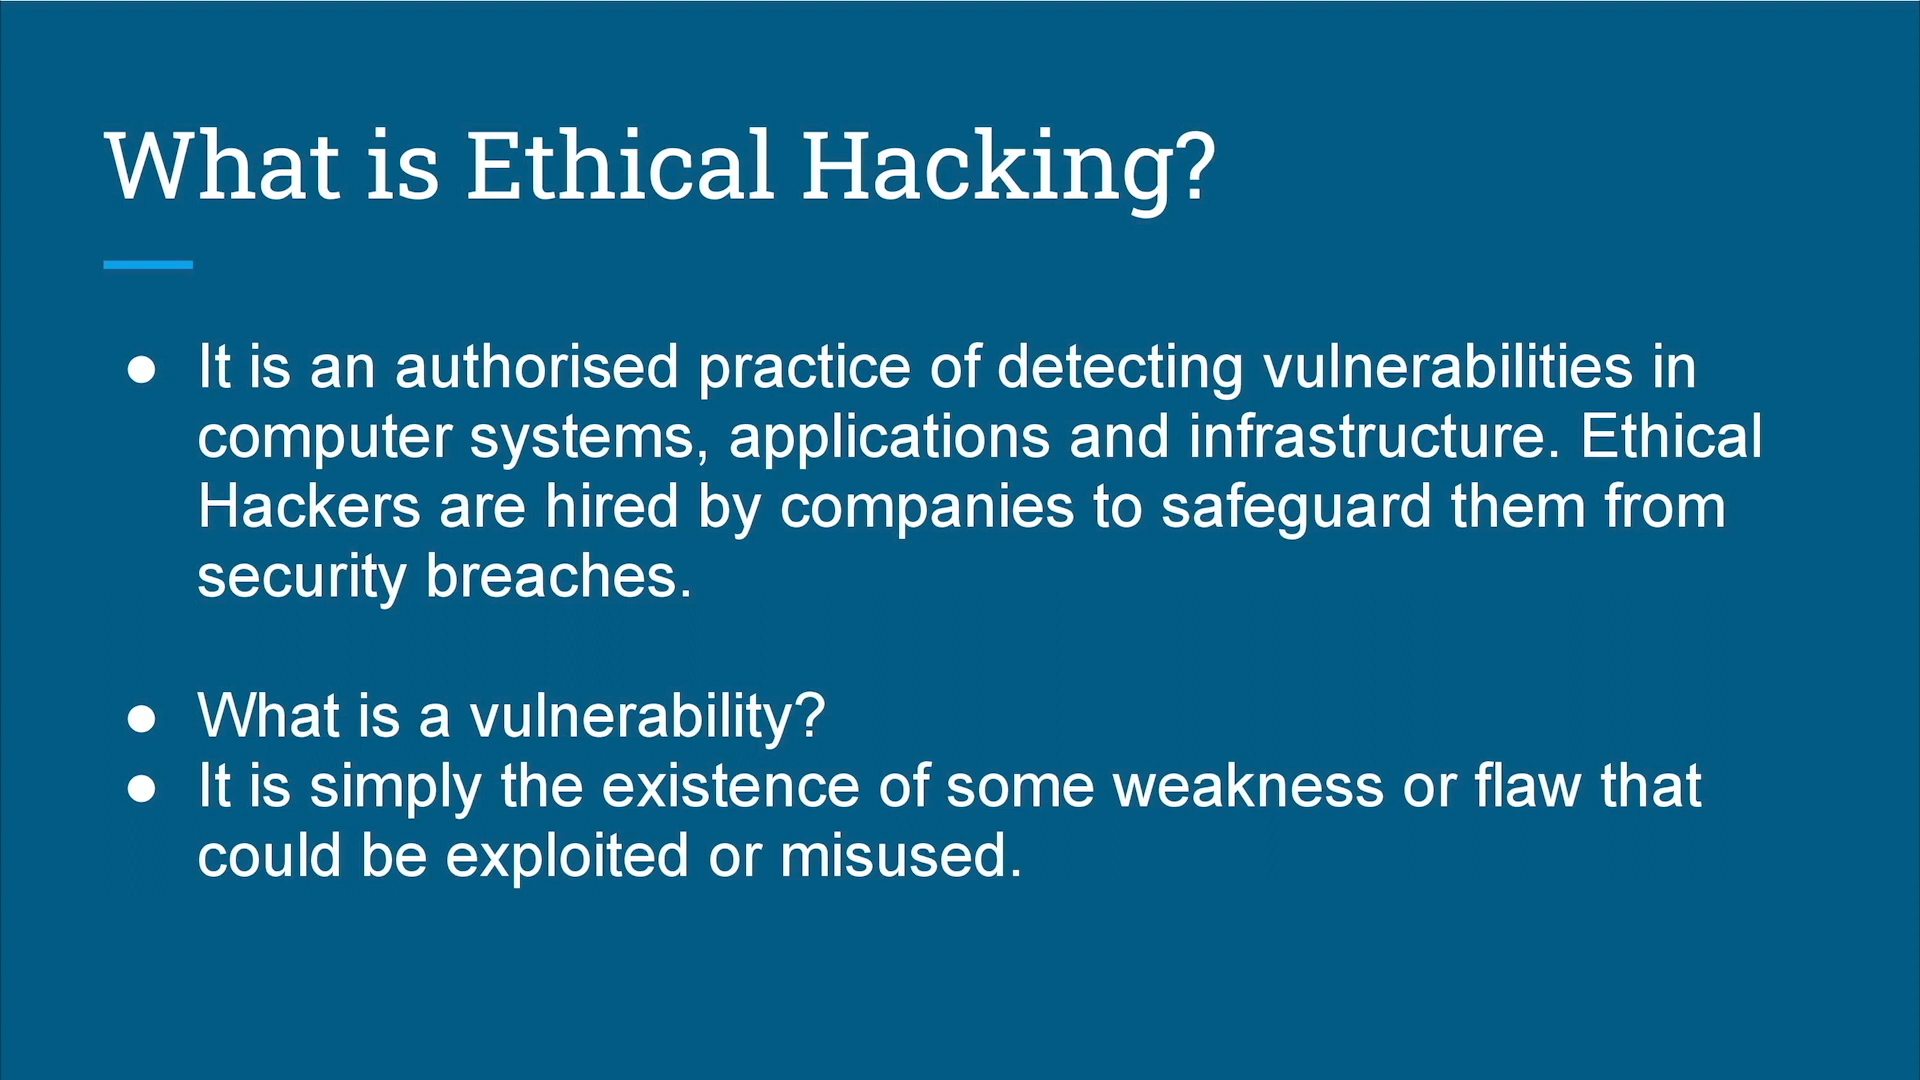 What is Ethical Hacking?
● It is an authorised practice of detecting vulnerabilities in
computer systems, applications and infrastructure. Ethical
Hackers are hired by companies to safeguard them from
security breaches.
● What is a vulnerability?
● It is simply the existence of some weakness or flaw that
could be exploited or misused.